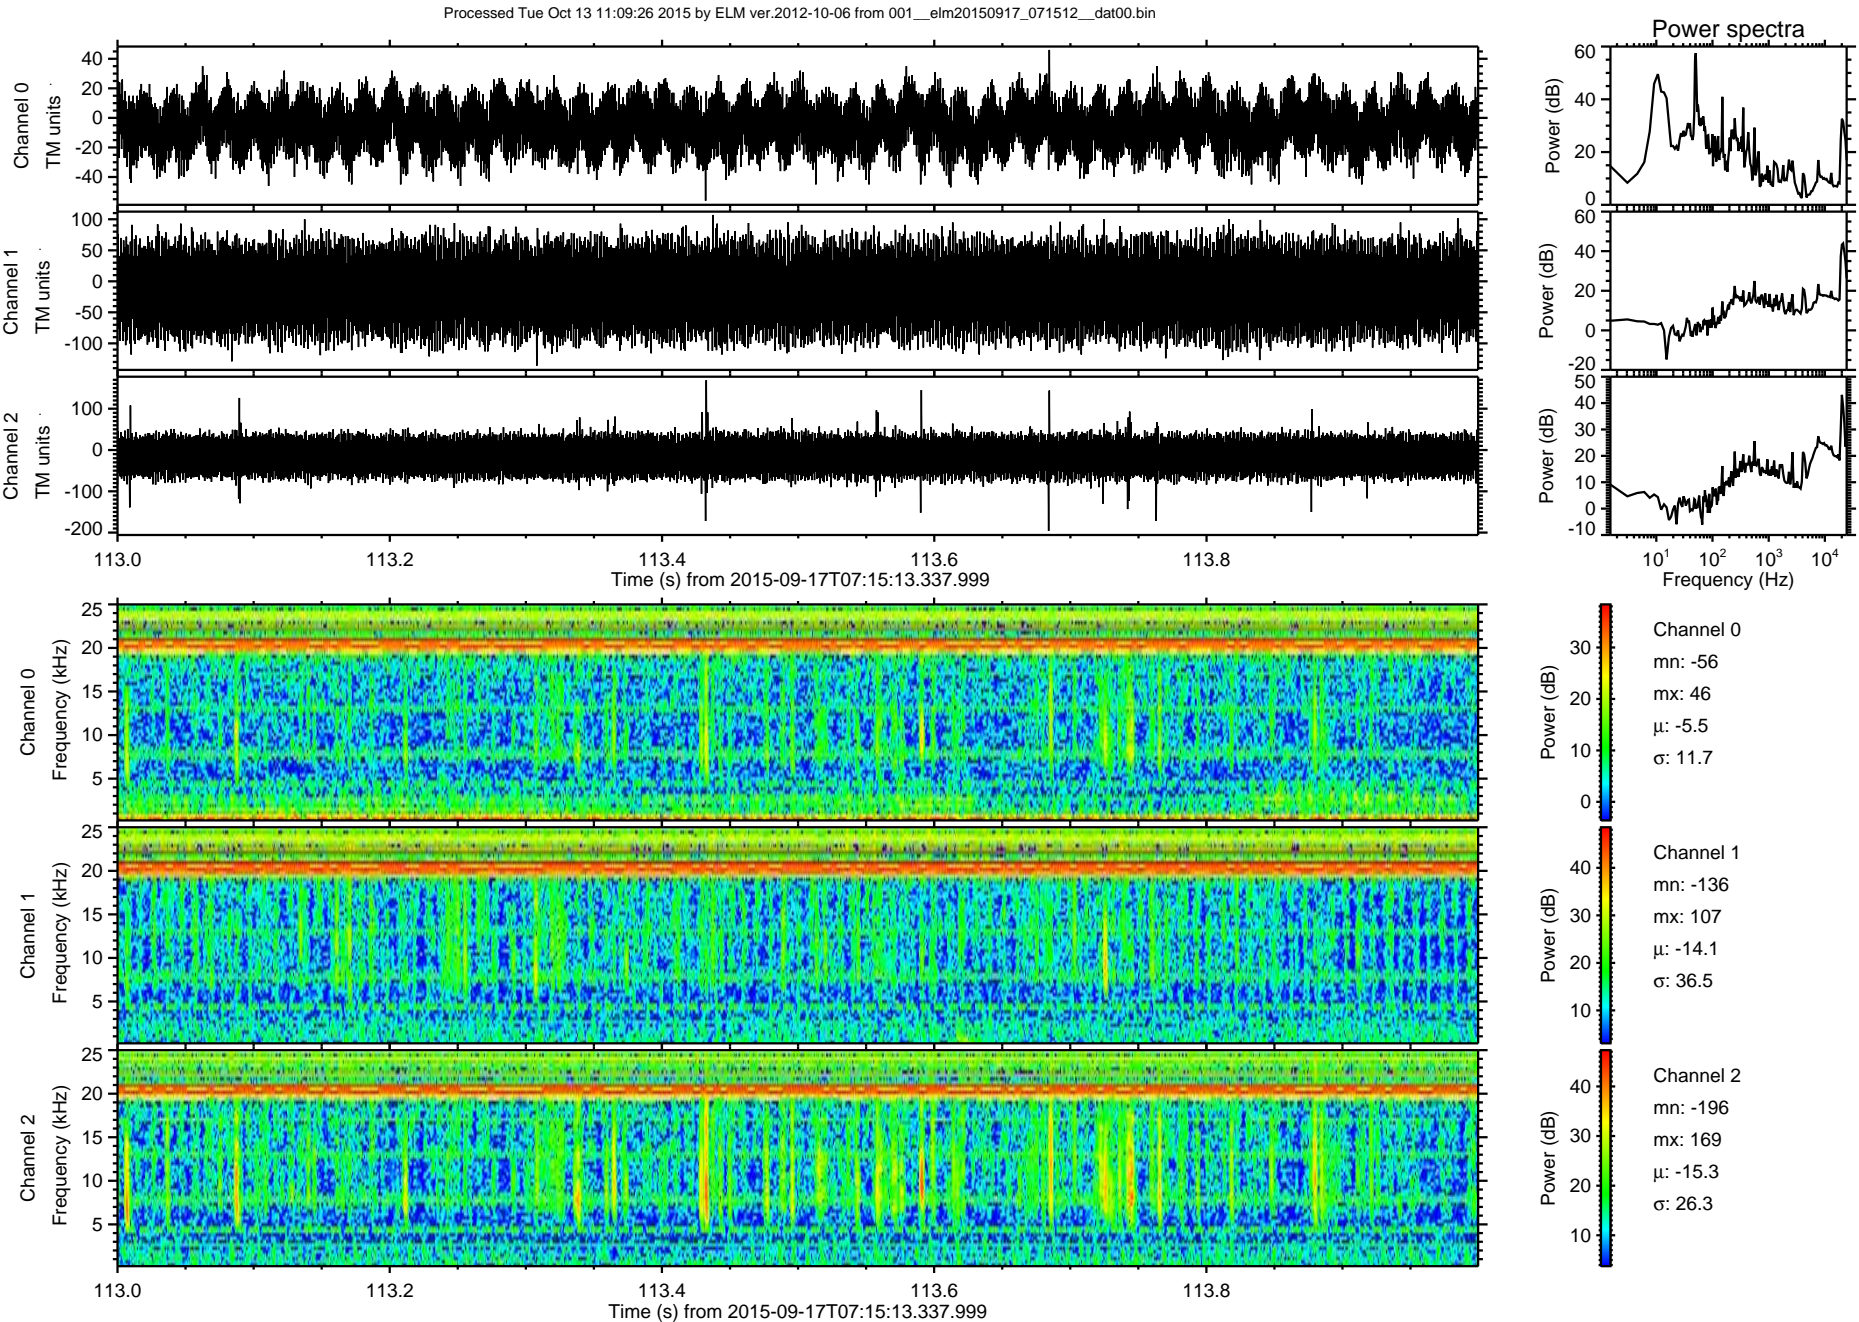 Processed Tue Oct 13 11:09:26 2015 by ELM ver.2012-10-06 from 001__elm20150917_071512__dat00.bin
Power spectra
Channel 0
TM units
40
20
0
-20
-40
Power (dB)
60
40
20
0
Channel 1
TM units
100
50
0
-50
-100
Power (dB)
60
40
20
0
-20
Channel 2
TM units
100
0
-100
-200
Power (dB)
50
40
30
20
10
0
-10
113.0 113.2 113.4 113.6 113.8
Time (s) from 2015-09-17T07:15:13.337.999
10¹ 10² 10³ 10⁴
Frequency (Hz)
Channel 0
Frequency (kHz)
25
20
15
10
5
Power (dB)
30
20
10
0
Channel 0
mn: -56
mx: 46
μ: -5.5
σ: 11.7
Channel 1
Frequency (kHz)
25
20
15
10
5
Power (dB)
40
30
20
10
Channel 1
mn: -136
mx: 107
μ: -14.1
σ: 36.5
Channel 2
Frequency (kHz)
25
20
15
10
5
Power (dB)
40
30
20
10
Channel 2
mn: -196
mx: 169
μ: -15.3
σ: 26.3
113.0 113.2 113.4 113.6 113.8
Time (s) from 2015-09-17T07:15:13.337.999